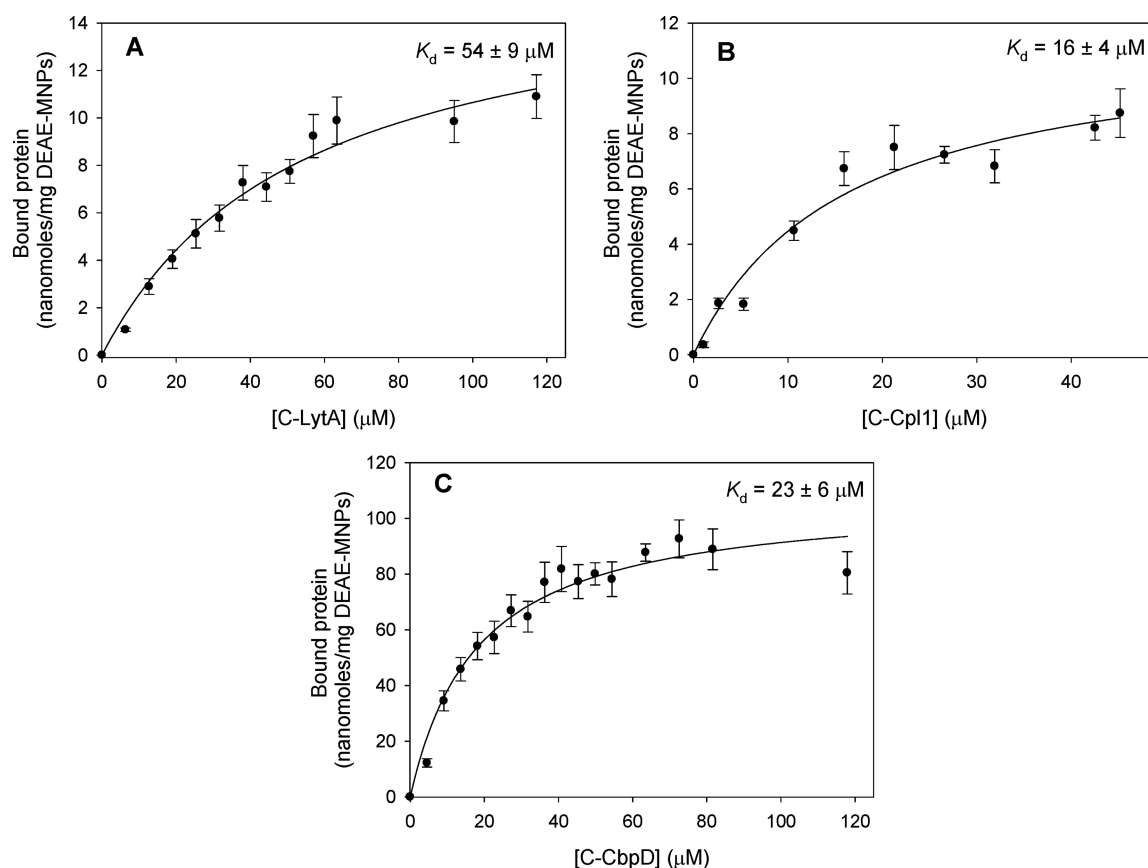 A
K_d = 54 ± 9 μM
Bound protein
(nanomoles/mg DEAE-MNPs)
14
12
10
8
6
4
2
0
0 20 40 60 80 100 120
[C-LytA] (μM)
B
K_d = 16 ± 4 μM
Bound protein
(nanomoles/mg DEAE-MNPs)
12
10
8
6
4
2
0
0 10 20 30 40
[C-Cpl1] (μM)
C
K_d = 23 ± 6 μM
Bound protein
(nanomoles/mg DEAE-MNPs)
120
100
80
60
40
20
0
0 20 40 60 80 100 120
[C-CbpD] (μM)